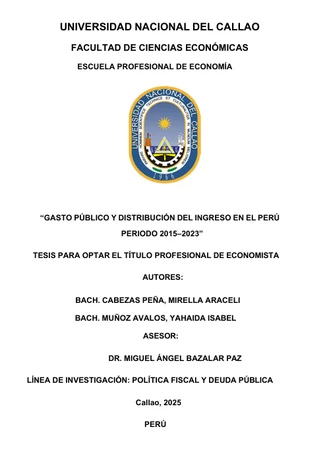 UNIVERSIDAD NACIONAL DEL CALLAO
FACULTAD DE CIENCIAS ECONÓMICAS
ESCUELA PROFESIONAL DE ECONOMÍA
UNIVERSIDAD NACIONAL DEL CALLAO
1966
“GASTO PÚBLICO Y DISTRIBUCIÓN DEL INGRESO EN EL PERÚ
PERIODO 2015–2023”
TESIS PARA OPTAR EL TÍTULO PROFESIONAL DE ECONOMISTA
AUTORES:
BACH. CABEZAS PEÑA, MIRELLA ARACELI
BACH. MUÑOZ AVALOS, YAHAIDA ISABEL
ASESOR:
DR. MIGUEL ÁNGEL BAZALAR PAZ
LÍNEA DE INVESTIGACIÓN: POLÍTICA FISCAL Y DEUDA PÚBLICA
Callao, 2025
PERÚ